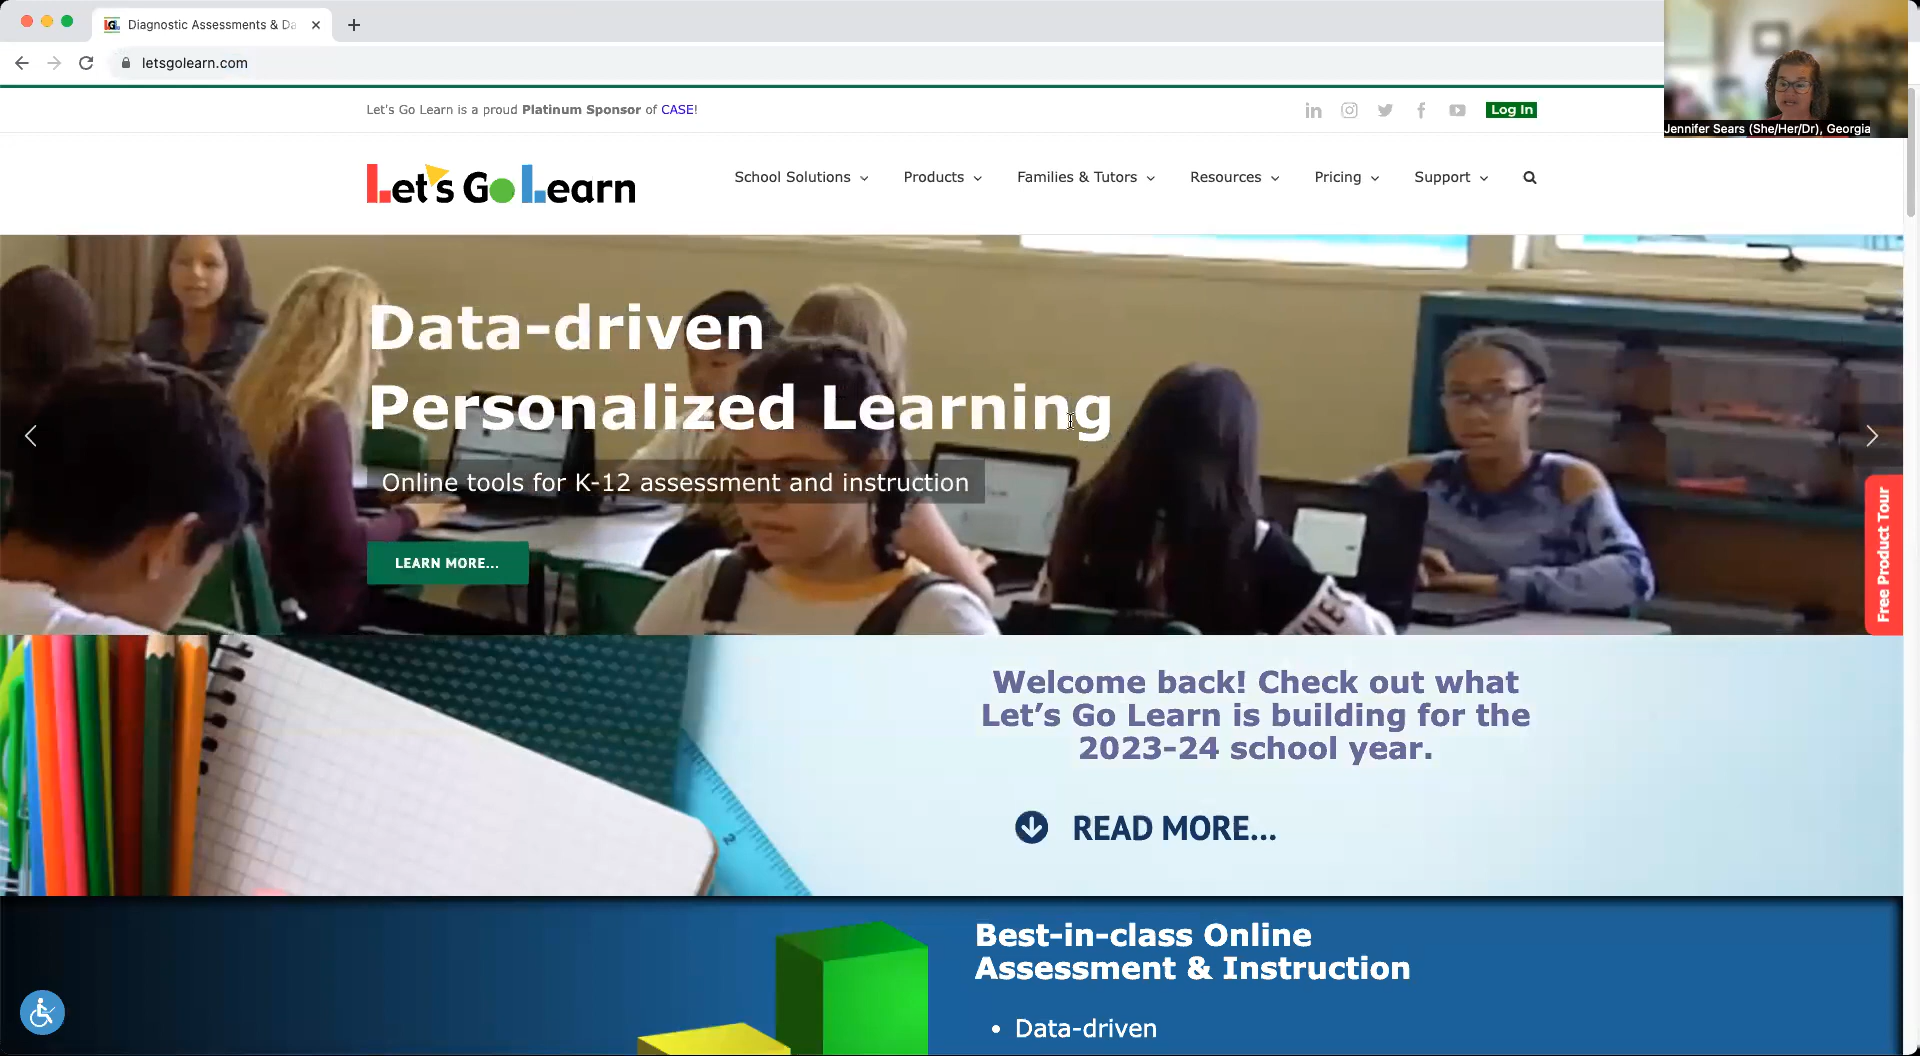 Diagnostic Assessments & Da
letsgolearn.com
Let's Go Learn is a proud Platinum Sponsor of CASE!
Log In
Jennifer Sears (She/Her/Dr), Georgia
Let's Go Learn
School Solutions
Products
Families & Tutors
Resources
Pricing
Support
Data-driven
Personalized Learning
Online tools for K-12 assessment and instruction
LEARN MORE...
Free Product Tour
Welcome back! Check out what
Let’s Go Learn is building for the
2023-24 school year.
READ MORE...
Best-in-class Online
Assessment & Instruction
• Data-driven